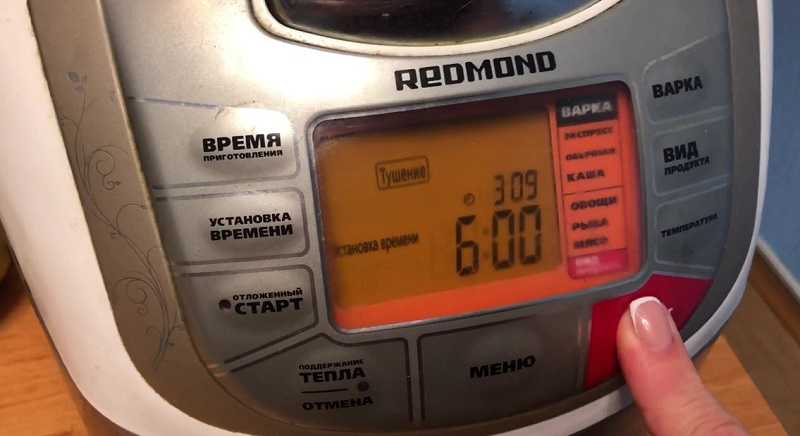 REDMOND
ВРЕМЯ
ПРИГОТОВЛЕНИЯ
УСТАНОВКА
ВРЕМЕНИ
ОТЛОЖЕННЫЙ
СТАРТ
ПОДДЕРЖАНИЕ
ТЕПЛА
ОТМЕНА
МЕНЮ
Тушение
3 09
становка времени
6:00
ВАРКА
ЭКСПРЕСС
ОБЫЧНАЯ
КАША
ОВОЩИ
РЫБА
МЯСО
ВАРКА
ВИД
ПРОДУКТА
ТЕМПЕРАТУРА